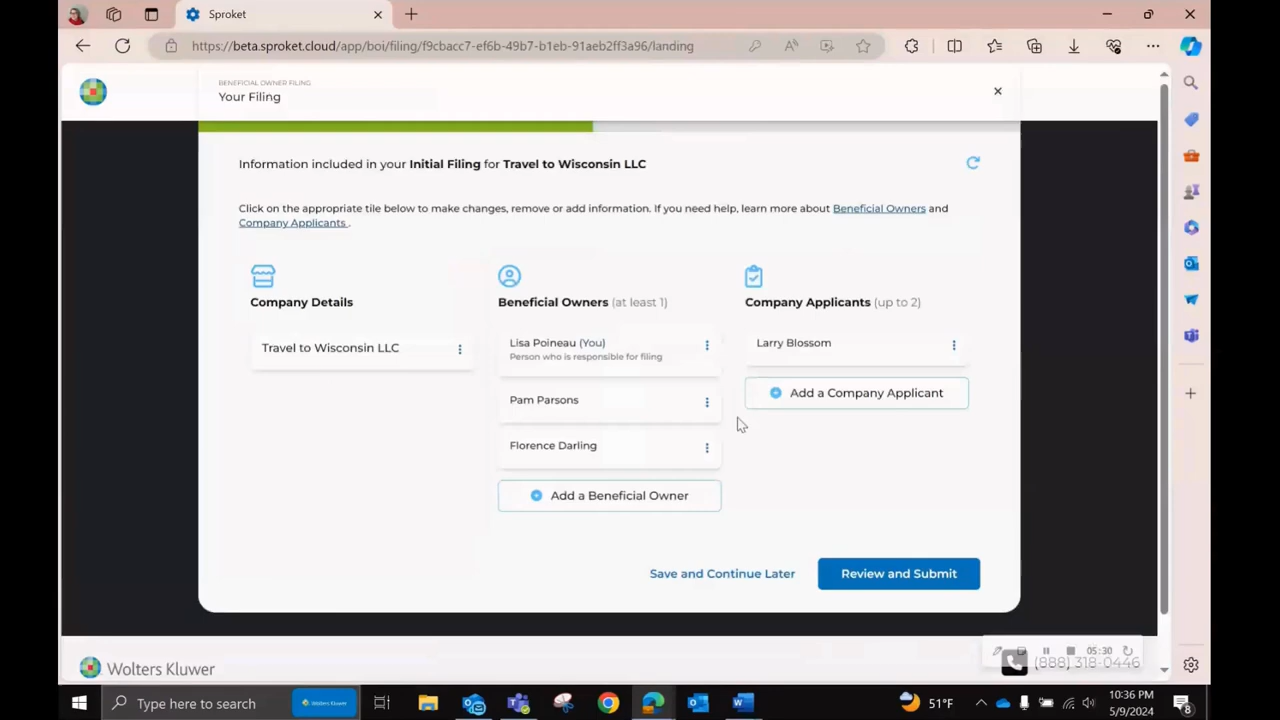 Sproket
https://beta.sproket.cloud/app/boi/filing/f9cbacc7-ef6b-49b7-b1eb-91aeb2ff3a96/landing
BENEFICIAL OWNER FILING
Your Filing
Information included in your Initial Filing for Travel to Wisconsin LLC
Click on the appropriate tile below to make changes, remove or add information. If you need help, learn more about Beneficial Owners and
Company Applicants .
Company Details
Beneficial Owners (at least 1)
Company Applicants (up to 2)
Travel to Wisconsin LLC
Lisa Poineau (You)
Person who is responsible for filing
Larry Blossom
Add a Company Applicant
Pam Parsons
Florence Darling
Add a Beneficial Owner
Save and Continue Later
Review and Submit
05:30
Wolters Kluwer
(888) 318-0446
Type here to search
Wolters Kluwer
51°F
10:36 PM
5/9/2024
8